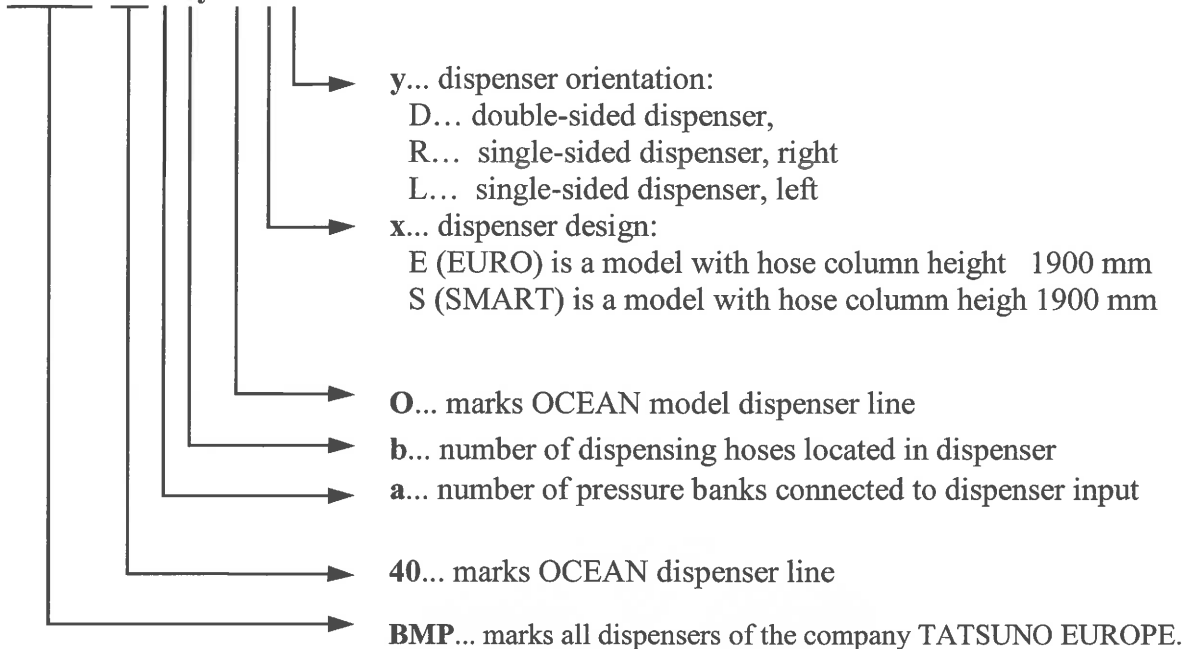 y... dispenser orientation:
D... double-sided dispenser,
R... single-sided dispenser, right
L... single-sided dispenser, left
x... dispenser design:
E (EURO) is a model with hose column height 1900 mm
S (SMART) is a model with hose columm heigh 1900 mm
O... marks OCEAN model dispenser line
b... number of dispensing hoses located in dispenser
a... number of pressure banks connected to dispenser input
40... marks OCEAN dispenser line
BMP... marks all dispensers of the company TATSUNO EUROPE.